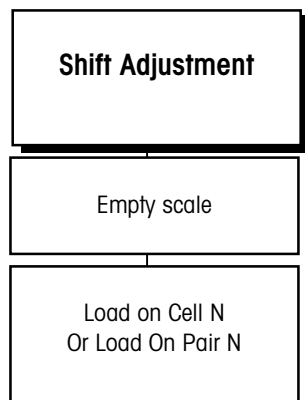 Shift Adjustment
Empty scale
Load on Cell N
Or Load On Pair N